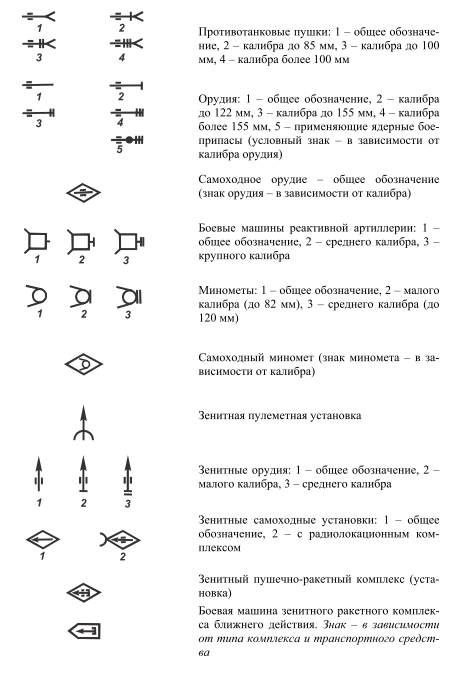 1 2
3 4
Противотанковые пушки: 1 – общее обозначе-
ние, 2 – калибра до 85 мм, 3 – калибра до 100
мм, 4 – калибра более 100 мм
1 2
3 4
5
Орудия: 1 – общее обозначение, 2 – калибра
до 122 мм, 3 – калибра до 155 мм, 4 – калибра
более 155 мм, 5 – применяющие ядерные бое-
припасы (условный знак – в зависимости от
калибра орудия)
Самоходное орудие – общее обозначение
(знак орудия – в зависимости от калибра)
Боевые машины реактивной артиллерии: 1 –
общее обозначение, 2 – среднего калибра, 3 –
крупного калибра
1 2 3
Минометы: 1 – общее обозначение, 2 – малого
калибра (до 82 мм), 3 – среднего калибра (до
120 мм)
1 2 3
Самоходный миномет (знак миномета – в за-
висимости от калибра)
Зенитная пулеметная установка
Зенитные орудия: 1 – общее обозначение, 2 –
малого калибра, 3 – среднего калибра
1 2 3
Зенитные самоходные установки: 1 – общее
обозначение, 2 – с радиолокационным ком-
плексом
1 2
Зенитный пушечно-ракетный комплекс (уста-
новка)
Боевая машина зенитного ракетного комплек-
са ближнего действия. Знак – в зависимости
от типа комплекса и транспортного средст-
ва